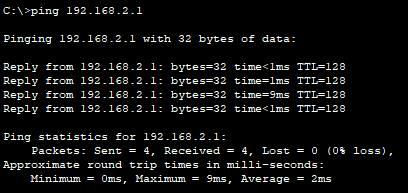 C:\>ping 192.168.2.1
Pinging 192.168.2.1 with 32 bytes of data:
Reply from 192.168.2.1: bytes=32 time<1ms TTL=128
Reply from 192.168.2.1: bytes=32 time=1ms TTL=128
Reply from 192.168.2.1: bytes=32 time=9ms TTL=128
Reply from 192.168.2.1: bytes=32 time<1ms TTL=128
Ping statistics for 192.168.2.1:
    Packets: Sent = 4, Received = 4, Lost = 0 (0% loss),
Approximate round trip times in milli-seconds:
    Minimum = 0ms, Maximum = 9ms, Average = 2ms